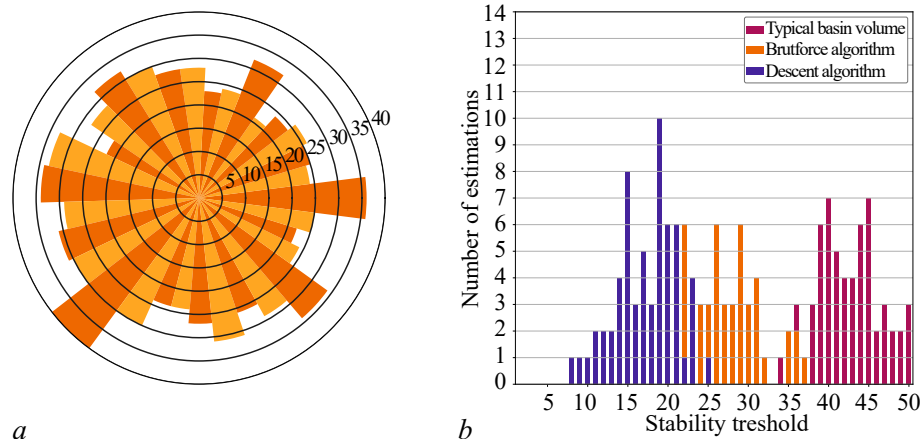 5 10 15 20 25 30 35 40
a
14
13
12
11
10
9
8
7
6
5
4
3
2
1
0
Number of estimations
Typical basin volume
Brutforce algorithm
Descent algorithm
5 10 15 20 25 30 35 40 45 50
Stability treshold
b